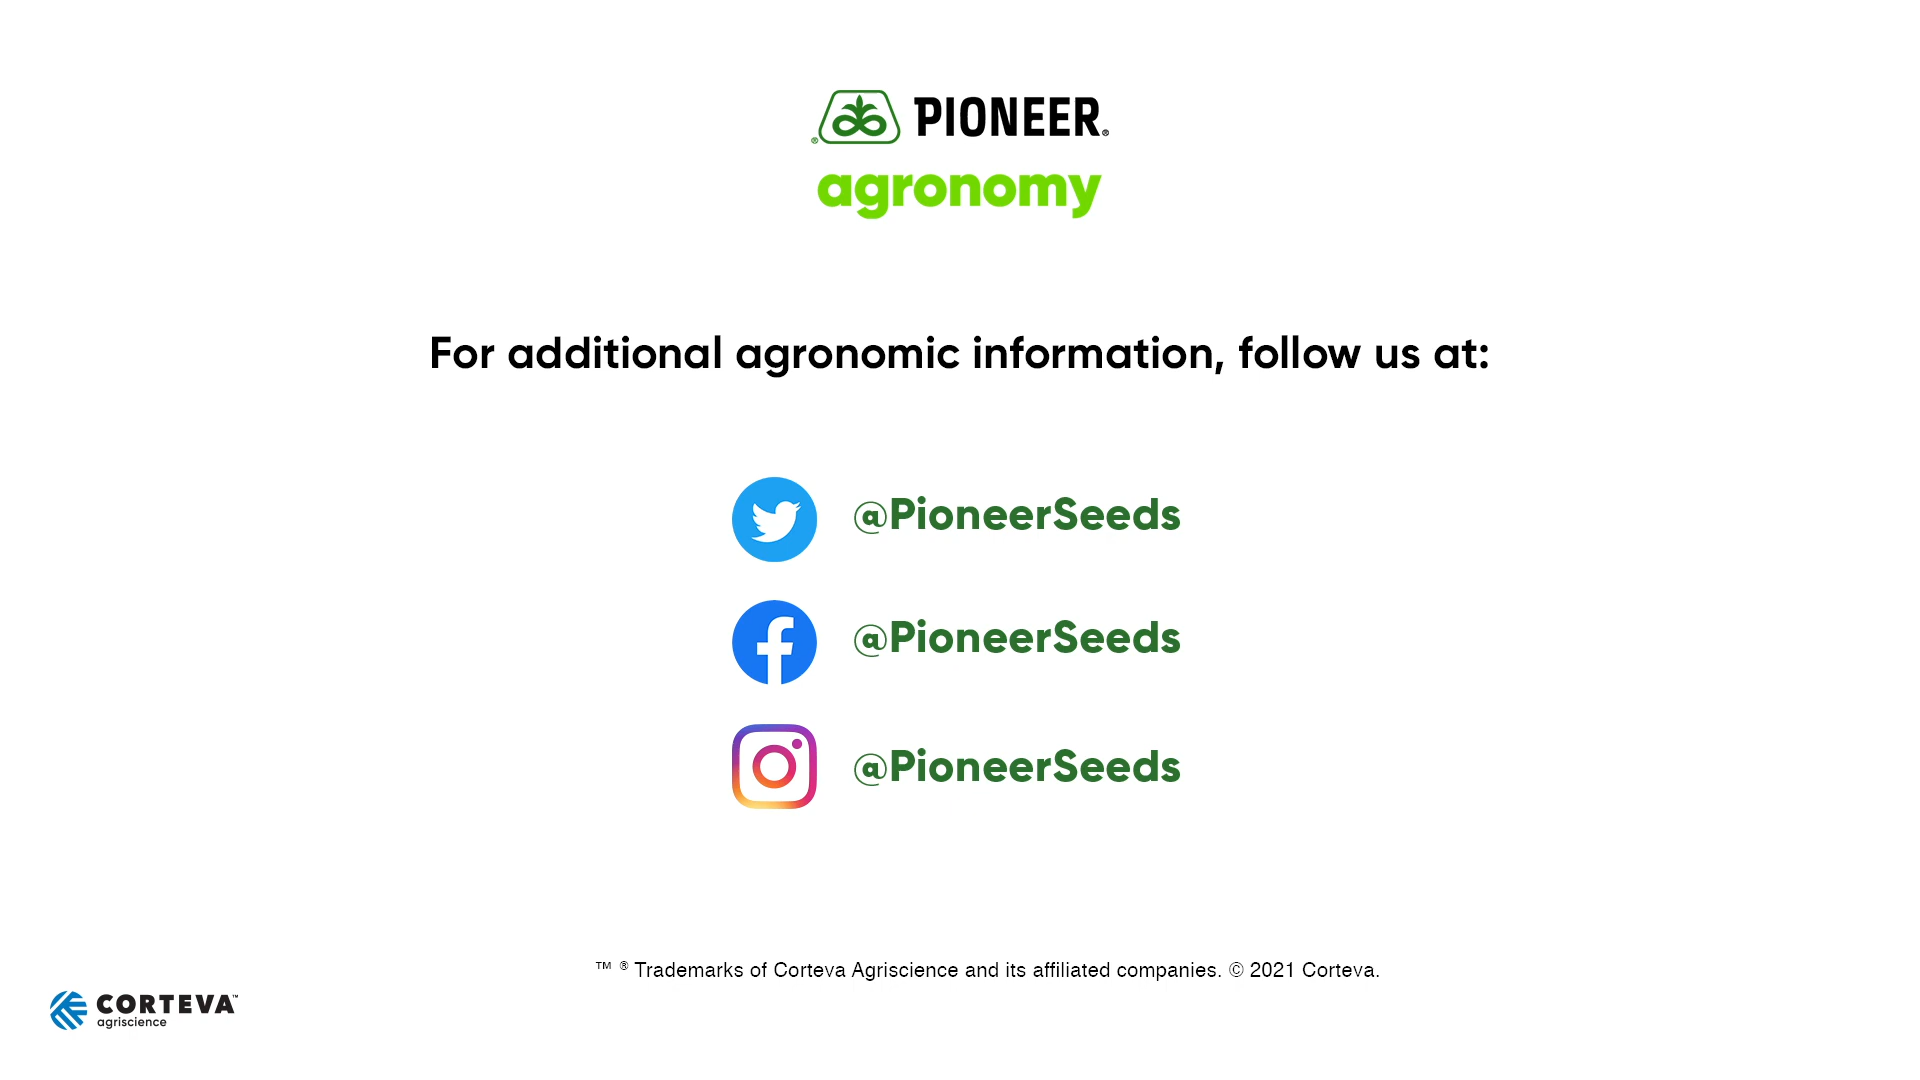 ® PIONEER®
agronomy
For additional agronomic information, follow us at:
@PioneerSeeds
@PioneerSeeds
@PioneerSeeds
™ ® Trademarks of Corteva Agriscience and its affiliated companies. © 2021 Corteva.
CORTEVA™
agriscience